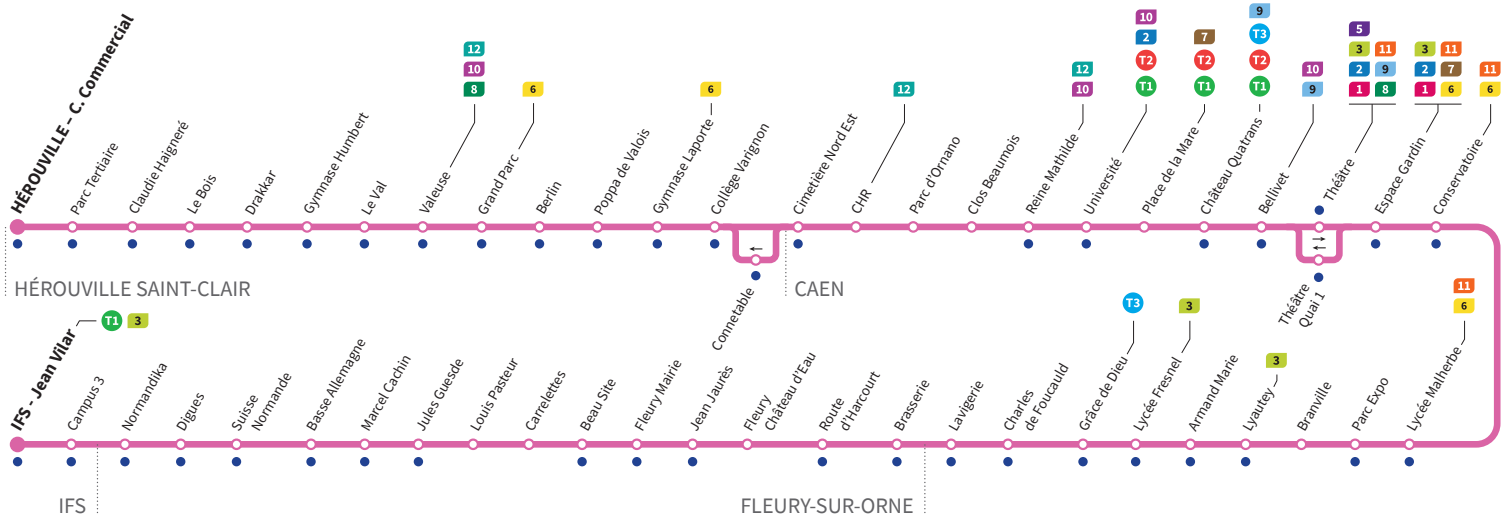 HÉROUVILLE – C. Commercial
Parc Tertiaire
Claudie Haigneré
Le Bois
Drakkar
Gymnase Humbert
Le Val
Valeuse
12
10
8
Grand Parc
6
Berlin
Poppa de Valois
Gymnase Laporte
6
Collège Varignon
Connetable
Cimetière Nord Est
CHR
12
Parc d'Ornano
Clos Beaumois
Reine Mathilde
12
10
Université
10
2
T2
T1
Place de la Mare
7
T2
T1
Château Quatrans
9
T3
T2
T1
Bellivet
10
9
Théâtre
5
3 11
2 9
1 8
Théâtre
Quai 1
Espace Gardin
3 11
2 7
1 6
Conservatoire
11
6
HÉROUVILLE SAINT-CLAIR
CAEN
IFS - Jean Vilar
T1 3
Campus 3
Normandika
Digues
Suisse
Normande
Basse Allemagne
Marcel Cachin
Jules Guesde
Louis Pasteur
Carrelettes
Beau Site
Fleury Mairie
Jean Jaurès
Fleury
Château d'Eau
Route
d'Harcourt
Brasserie
Lavigerie
Charles
de Foucauld
Grâce de Dieu
T3
Lycée Fresnel
3
Armand Marie
Lyautey
3
Branville
Parc Expo
Lycée Malherbe
11
6
IFS
FLEURY-SUR-ORNE